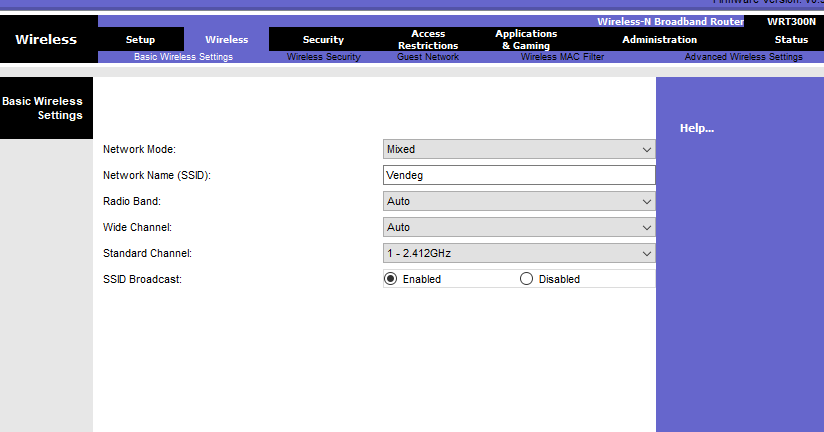 Firmware Version: v0.9
Wireless-N Broadband Router WRT300N
Wireless
Setup Wireless Security Access Restrictions Applications & Gaming Administration Status
Basic Wireless Settings Wireless Security Guest Network Wireless MAC Filter Advanced Wireless Settings
Basic Wireless
Settings
Help...
Network Mode: Mixed
Network Name (SSID): Vendeg
Radio Band: Auto
Wide Channel: Auto
Standard Channel: 1 - 2.412GHz
SSID Broadcast: Enabled Disabled